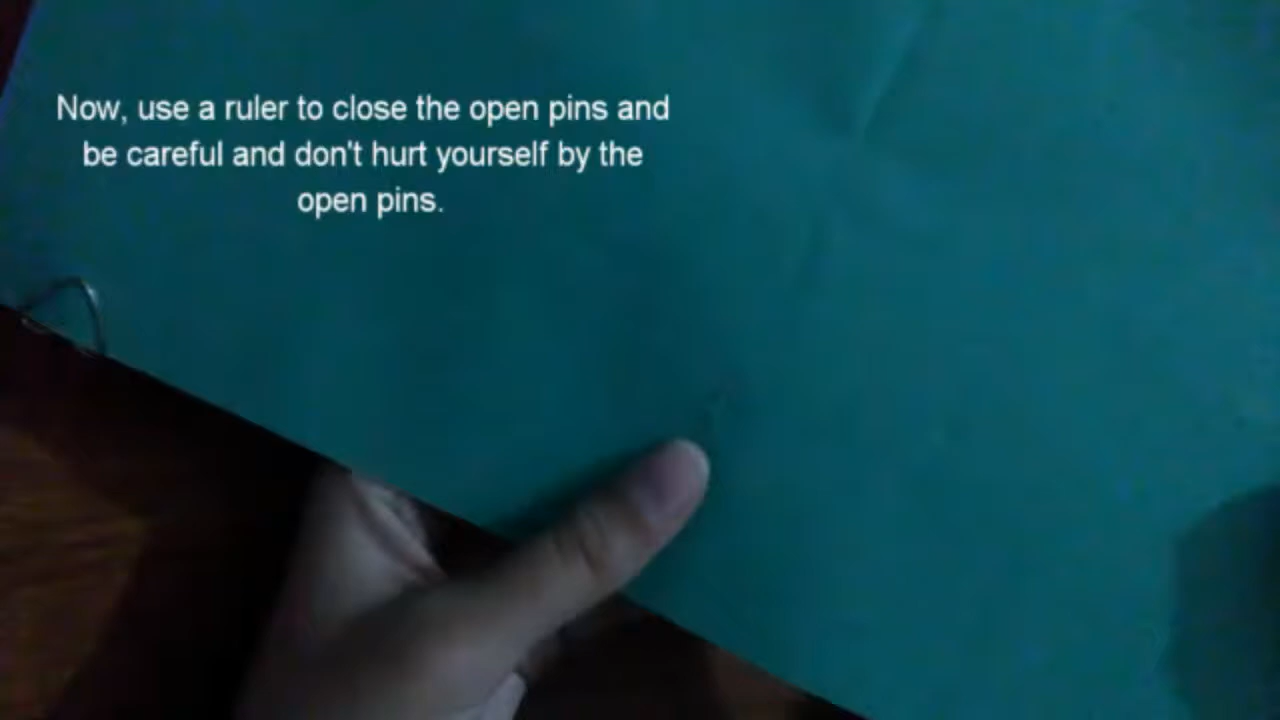 Now, use a ruler to close the open pins and
be careful and don't hurt yourself by the
open pins.